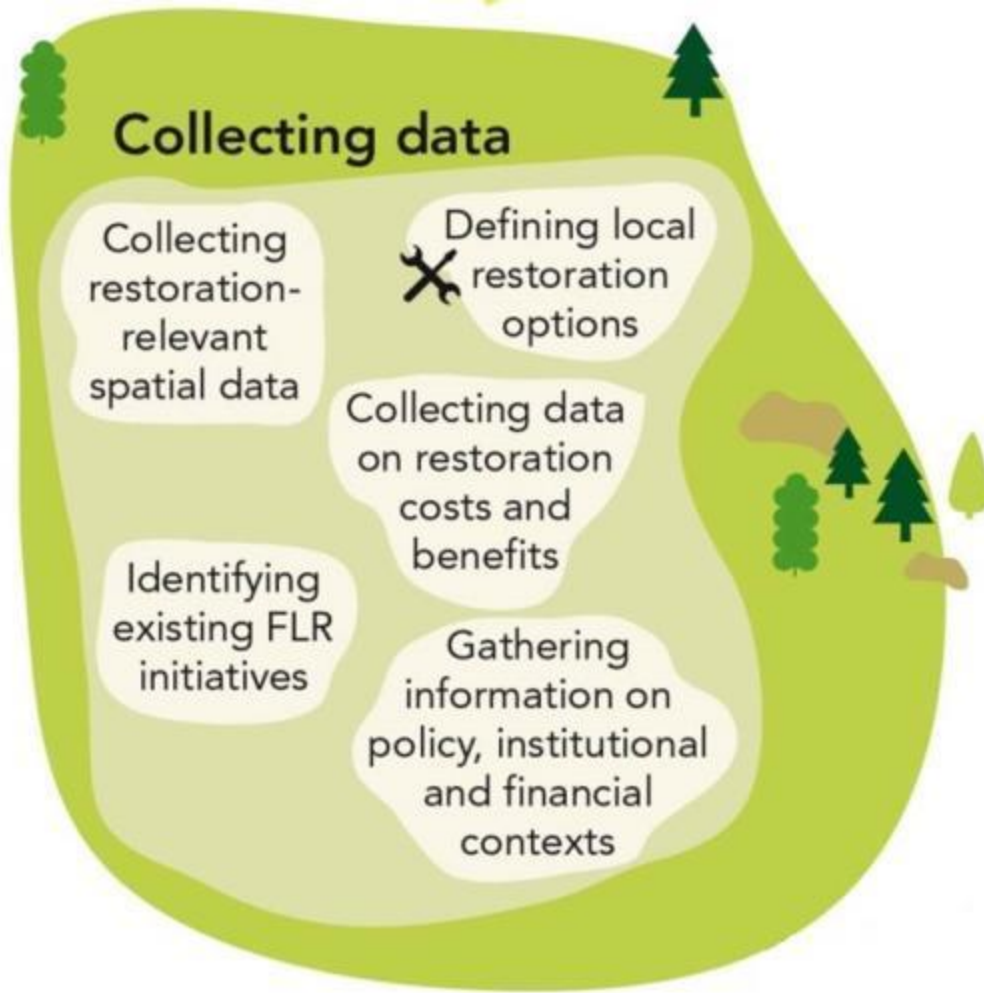 Collecting data
Collecting
restoration-
relevant
spatial data
Defining local
restoration
options
Collecting data
on restoration
costs and
benefits
Identifying
existing FLR
initiatives
Gathering
information on
policy, institutional
and financial
contexts